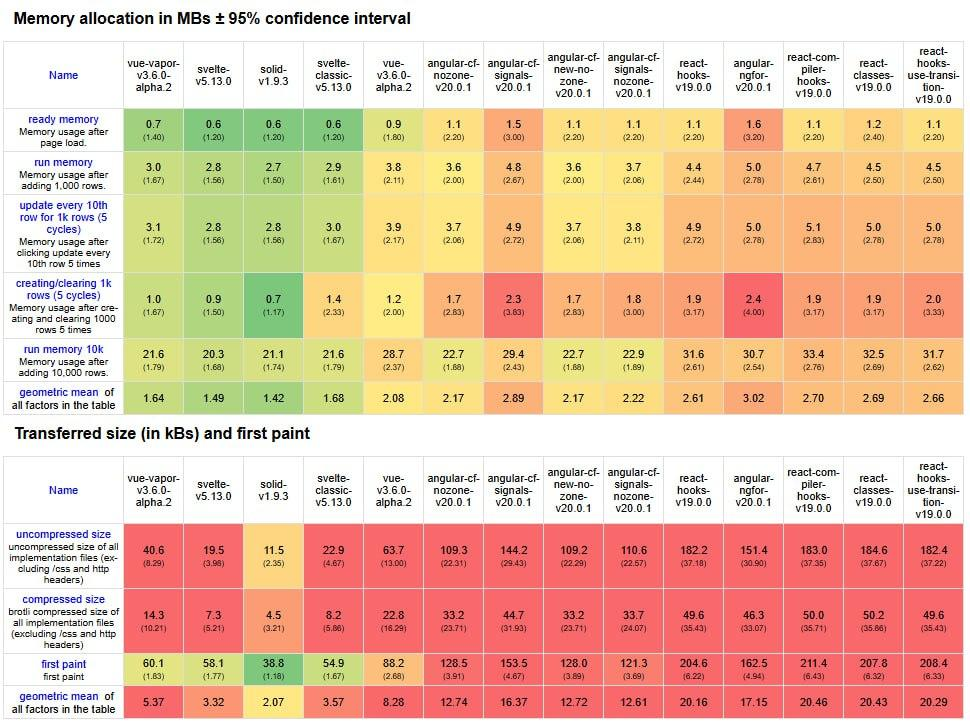 Memory allocation in MBs ± 95% confidence interval
Name
vue-vapor-
v3.6.0-
alpha.2
svelte-
v5.13.0
solid-
v1.9.3
svelte-
classic-
v5.13.0
vue-
v3.6.0-
alpha.2
angular-cf-
nozone-
v20.0.1
angular-cf-
signals-
v20.0.1
angular-cf-
new-no-
zone-
v20.0.1
angular-cf-
signals-
nozone-
v20.0.1
react-
hooks-
v19.0.0
angular-
ngfor-
v20.0.1
react-com-
piler-
hooks-
v19.0.0
react-
classes-
v19.0.0
react-
hooks-
use-transi-
tion-
v19.0.0
ready memory
Memory usage after
page load.
0.7 0.6 0.6 0.6 0.9 1.1 1.5 1.1 1.1 1.1 1.6 1.1 1.2 1.1
(1.40) (1.20) (1.20) (1.20) (1.80) (2.20) (3.00) (2.20) (2.20) (2.20) (3.20) (2.20) (2.40) (2.20)
run memory
Memory usage after
adding 1,000 rows.
3.0 2.8 2.7 2.9 3.8 3.6 4.8 3.6 3.7 4.4 5.0 4.7 4.5 4.5
(1.67) (1.56) (1.50) (1.61) (2.11) (2.00) (2.67) (2.00) (2.06) (2.44) (2.78) (2.61) (2.50) (2.50)
update every 10th
row for 1k rows (5
cycles)
Memory usage after
clicking update every
10th row 5 times
3.1 2.8 2.8 3.0 3.9 3.7 4.9 3.7 3.8 4.9 5.0 5.1 5.0 5.0
(1.72) (1.56) (1.56) (1.67) (2.17) (2.06) (2.72) (2.06) (2.11) (2.72) (2.78) (2.83) (2.78) (2.78)
creating/clearing 1k
rows (5 cycles)
Memory usage after cre-
ating and clearing 1000
rows 5 times
1.0 0.9 0.7 1.4 1.2 1.7 2.3 1.7 1.8 1.9 2.4 1.9 1.9 2.0
(1.67) (1.50) (1.17) (2.33) (2.00) (2.83) (3.83) (2.83) (3.00) (3.17) (4.00) (3.17) (3.17) (3.33)
run memory 10k
Memory usage after
adding 10,000 rows.
21.6 20.3 21.1 21.6 28.7 22.7 29.4 22.7 22.9 31.6 30.7 33.4 32.5 31.7
(1.79) (1.68) (1.74) (1.79) (2.37) (1.88) (2.43) (1.88) (1.89) (2.61) (2.54) (2.76) (2.69) (2.62)
geometric mean of
all factors in the table
1.64 1.49 1.42 1.68 2.08 2.17 2.89 2.17 2.22 2.61 3.02 2.70 2.69 2.66
Transferred size (in kBs) and first paint
Name
vue-vapor-
v3.6.0-
alpha.2
svelte-
v5.13.0
solid-
v1.9.3
svelte-
classic-
v5.13.0
vue-
v3.6.0-
alpha.2
angular-cf-
nozone-
v20.0.1
angular-cf-
signals-
v20.0.1
angular-cf-
new-no-
zone-
v20.0.1
angular-cf-
signals-
nozone-
v20.0.1
react-
hooks-
v19.0.0
angular-
ngfor-
v20.0.1
react-com-
piler-
hooks-
v19.0.0
react-
classes-
v19.0.0
react-
hooks-
use-transi-
tion-
v19.0.0
uncompressed size
uncompressed size of all
implementation files (ex-
cluding /css and http
headers)
40.6 19.5 11.5 22.9 63.7 109.3 144.2 109.2 110.6 182.2 151.4 183.0 184.6 182.4
(8.29) (3.98) (2.35) (4.67) (13.00) (22.31) (29.43) (22.29) (22.57) (37.18) (30.90) (37.35) (37.67) (37.22)
compressed size
brotli compressed size of
all implementation files
(excluding /css and http
headers)
14.3 7.3 4.5 8.2 22.8 33.2 44.7 33.2 33.7 49.6 46.3 50.0 50.2 49.6
(10.21) (5.21) (3.21) (5.86) (16.29) (23.71) (31.93) (23.71) (24.07) (35.43) (33.07) (35.71) (35.86) (35.43)
first paint
first paint
60.1 58.1 38.8 54.9 88.2 128.5 153.5 128.0 121.3 204.6 162.5 211.4 207.8 208.4
(1.83) (1.77) (1.18) (1.67) (2.68) (3.91) (4.67) (3.89) (3.69) (6.22) (4.94) (6.43) (6.32) (6.33)
geometric mean of
all factors in the table
5.37 3.32 2.07 3.57 8.28 12.74 16.37 12.72 12.61 20.16 17.15 20.46 20.43 20.29